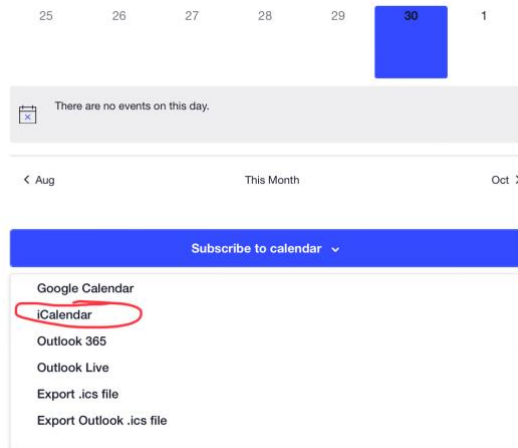 25 26 27 28 29 30 1
There are no events on this day.
Aug This Month Oct
Subscribe to calendar
Google Calendar
iCalendar
Outlook 365
Outlook Live
Export .ics file
Export Outlook .ics file